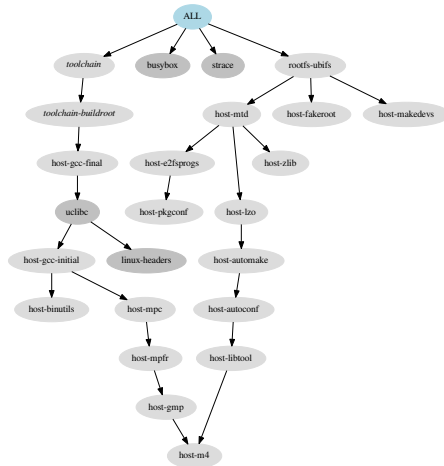 ALL
toolchain
busybox
strace
rootfs-ubifs
toolchain-buildroot
host-mtd
host-fakeroot
host-makedevs
host-gcc-final
host-e2fsprogs
host-zlib
uclibc
host-pkgconf
host-lzo
host-gcc-initial
linux-headers
host-automake
host-binutils
host-mpc
host-autoconf
host-mpfr
host-libtool
host-gmp
host-m4